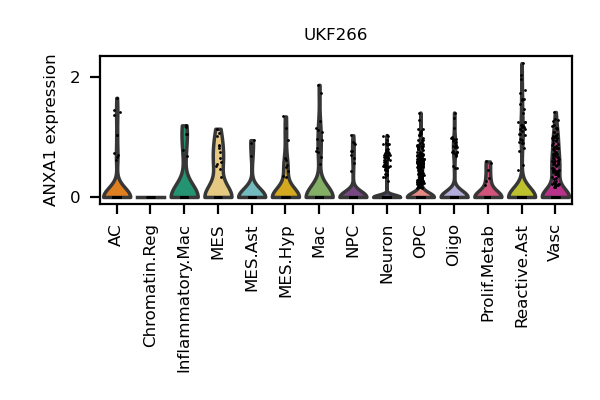 UKF266
ANXA1 expression
2
0
AC
Chromatin.Reg
Inflammatory.Mac
MES
MES.Ast
MES.Hyp
Mac
NPC
Neuron
OPC
Oligo
Prolif.Metab
Reactive.Ast
Vasc